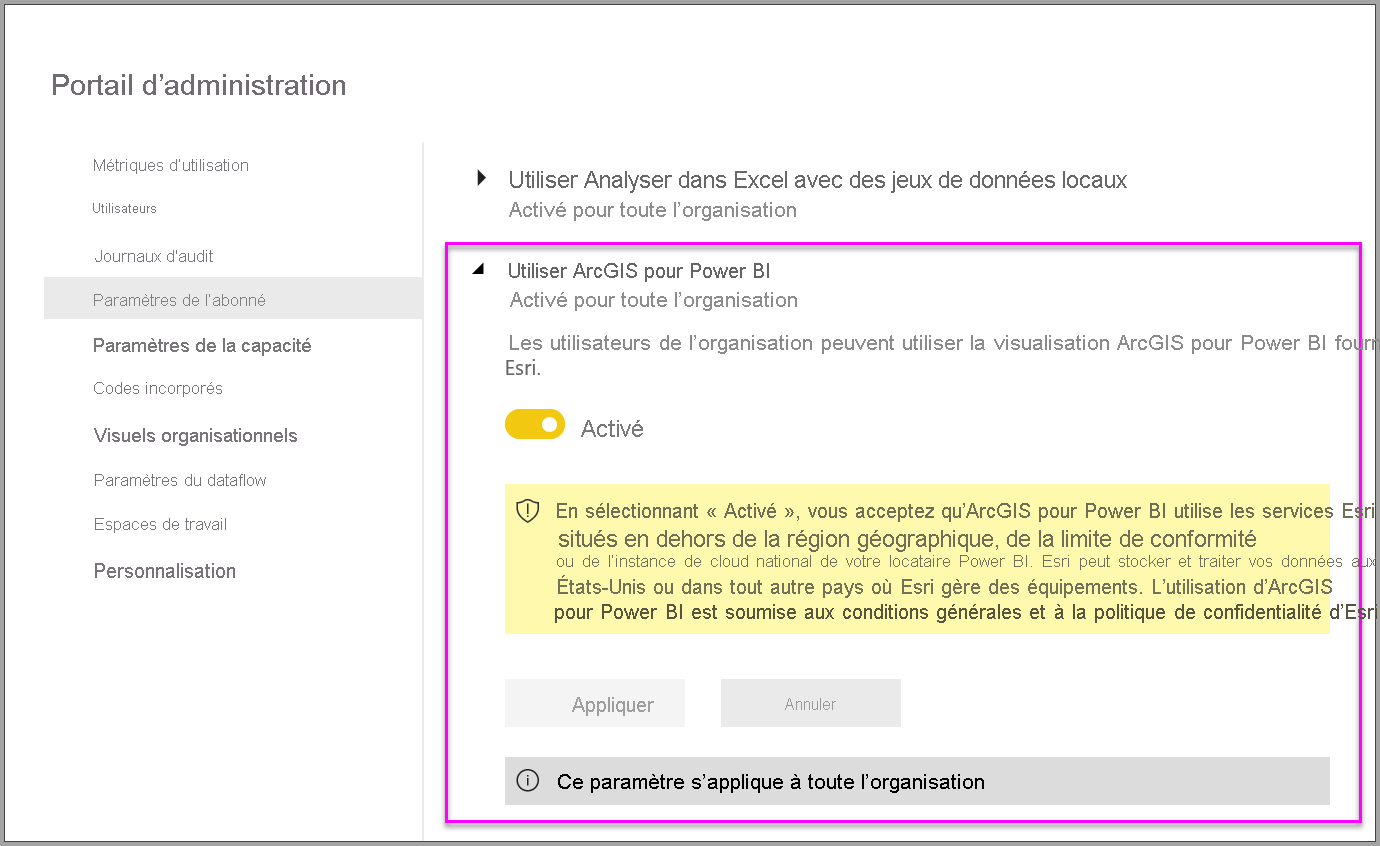 Portail d’administration
Métriques d’utilisation
Utilisateurs
Journaux d'audit
Paramètres de l’abonné
Paramètres de la capacité
Codes incorporés
Visuels organisationnels
Paramètres du dataflow
Espaces de travail
Personnalisation
Utiliser Analyser dans Excel avec des jeux de données locaux
Activé pour toute l’organisation
Utiliser ArcGIS pour Power BI
Activé pour toute l’organisation
Les utilisateurs de l’organisation peuvent utiliser la visualisation ArcGIS pour Power BI
Esri.
Activé
En sélectionnant « Activé », vous acceptez qu’ArcGIS pour Power BI utilise les services Esri
situés en dehors de la région géographique, de la limite de conformité
ou de l’instance de cloud national de votre locataire Power BI. Esri peut stocker et traiter vos données aux
États-Unis ou dans tout autre pays où Esri gère des équipements. L’utilisation d’ArcGIS
pour Power BI est soumise aux conditions générales et à la politique de confidentialité d’Esri
Appliquer
Annuler
Ce paramètre s’applique à toute l’organisation